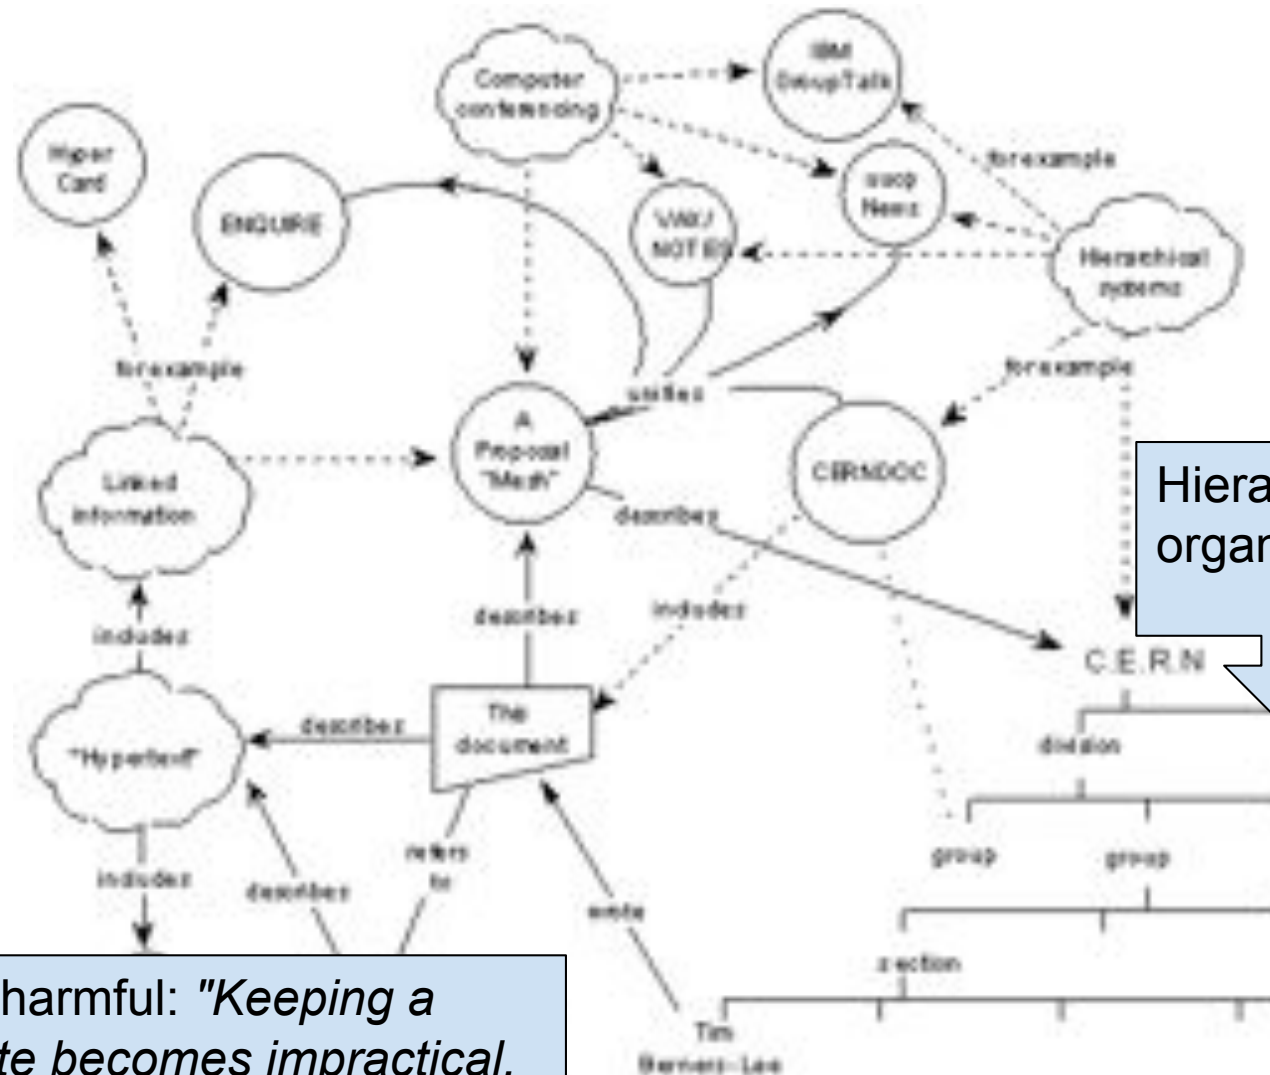 IBM
GroupTalk
Computer
conferencing
Hyper
Card
for example
uucp
News
ENQUIRE
VAX/
NOTES
Hierarchical
systems
for example
for example
unifies
A
Proposal
"Mesh"
CERNDOC
Linked
information
describes
Hiera
organ
includes
describes
includes
C.E.R.N
This
document
describes
division
"Hypertext"
refers
to
group
group
includes
describes
wrote
section
harmful: "Keeping a
te becomes impractical.
Tim
Berners-Lee